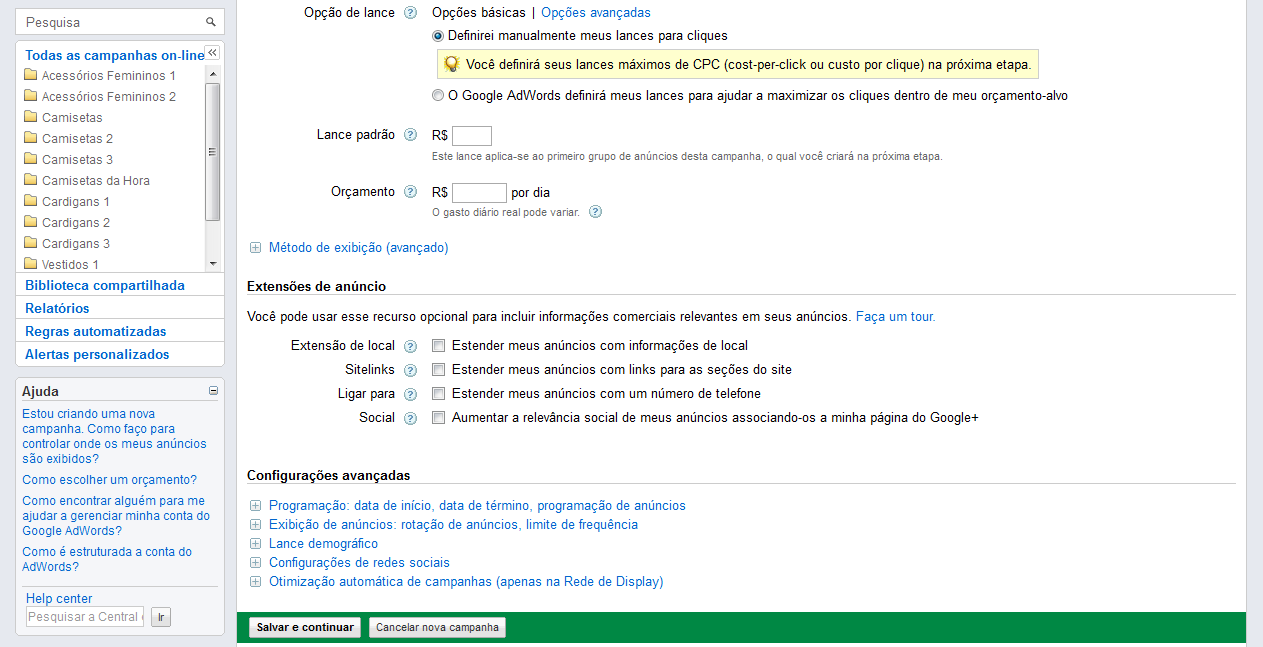 Pesquisa
Todas as campanhas on-line
Acessórios Femininos 1
Acessórios Femininos 2
Camisetas
Camisetas 2
Camisetas 3
Camisetas da Hora
Cardigans 1
Cardigans 2
Cardigans 3
Vestidos 1
Biblioteca compartilhada
Relatórios
Regras automatizadas
Alertas personalizados
Ajuda
Estou criando uma nova
campanha. Como faço para
controlar onde os meus anúncios
são exibidos?
Como escolher um orçamento?
Como encontrar alguém para me
ajudar a gerenciar minha conta do
Google AdWords?
Como é estruturada a conta do
AdWords?
Help center
Pesquisar a Central
Ir
Opção de lance ? Opções básicas | Opções avançadas
Definirei manualmente meus lances para cliques
Você definirá seus lances máximos de CPC (cost-per-click ou custo por clique) na próxima etapa.
O Google AdWords definirá meus lances para ajudar a maximizar os cliques dentro de meu orçamento-alvo
Lance padrão ? R$
Este lance aplica-se ao primeiro grupo de anúncios desta campanha, o qual você criará na próxima etapa.
Orçamento ? R$ por dia
O gasto diário real pode variar. ?
Método de exibição (avançado)
Extensões de anúncio
Você pode usar esse recurso opcional para incluir informações comerciais relevantes em seus anúncios. Faça um tour.
Extensão de local ? Estender meus anúncios com informações de local
Sitelinks ? Estender meus anúncios com links para as seções do site
Ligar para ? Estender meus anúncios com um número de telefone
Social ? Aumentar a relevância social de meus anúncios associando-os a minha página do Google+
Configurações avançadas
Programação: data de início, data de término, programação de anúncios
Exibição de anúncios: rotação de anúncios, limite de frequência
Lance demográfico
Configurações de redes sociais
Otimização automática de campanhas (apenas na Rede de Display)
Salvar e continuar
Cancelar nova campanha